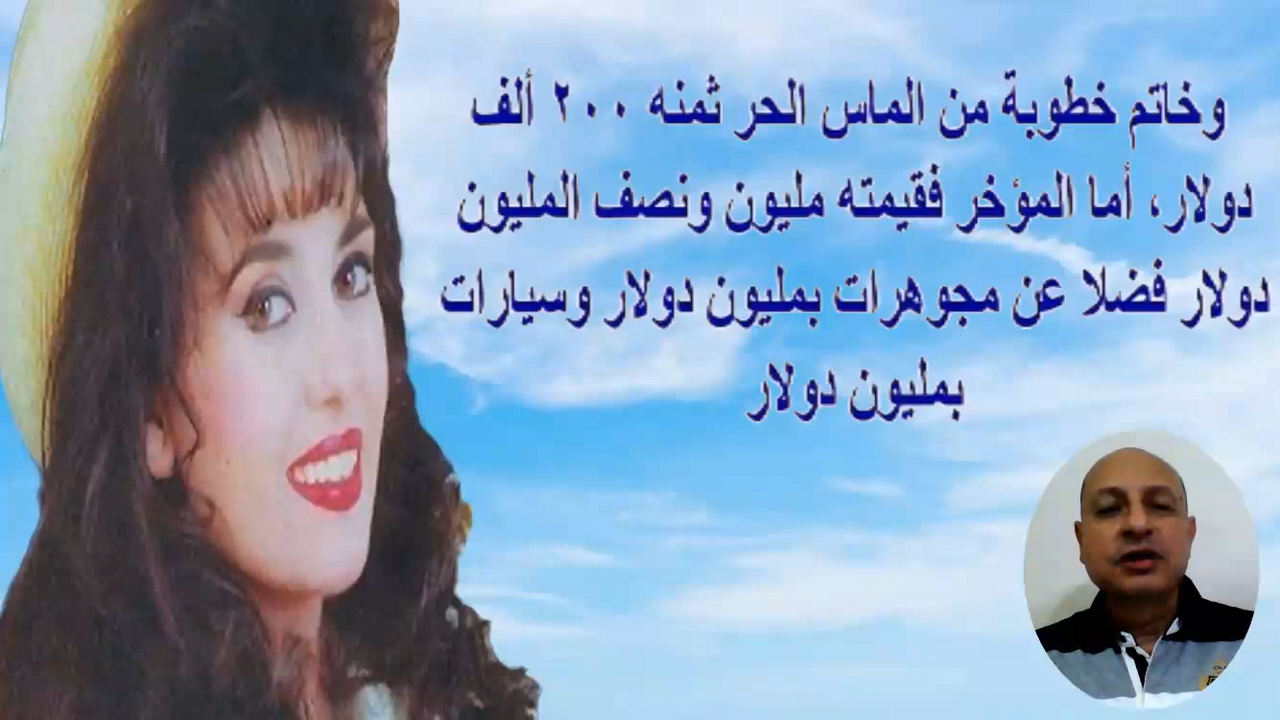 وخاتم خطوبة من الماس الحر ثمنه ٢٠٠ ألف
دولار، أما المؤخر فقيمته مليون ونصف المليون
دولار فضلا عن مجوهرات بمليون دولار وسيارات
بمليون دولار